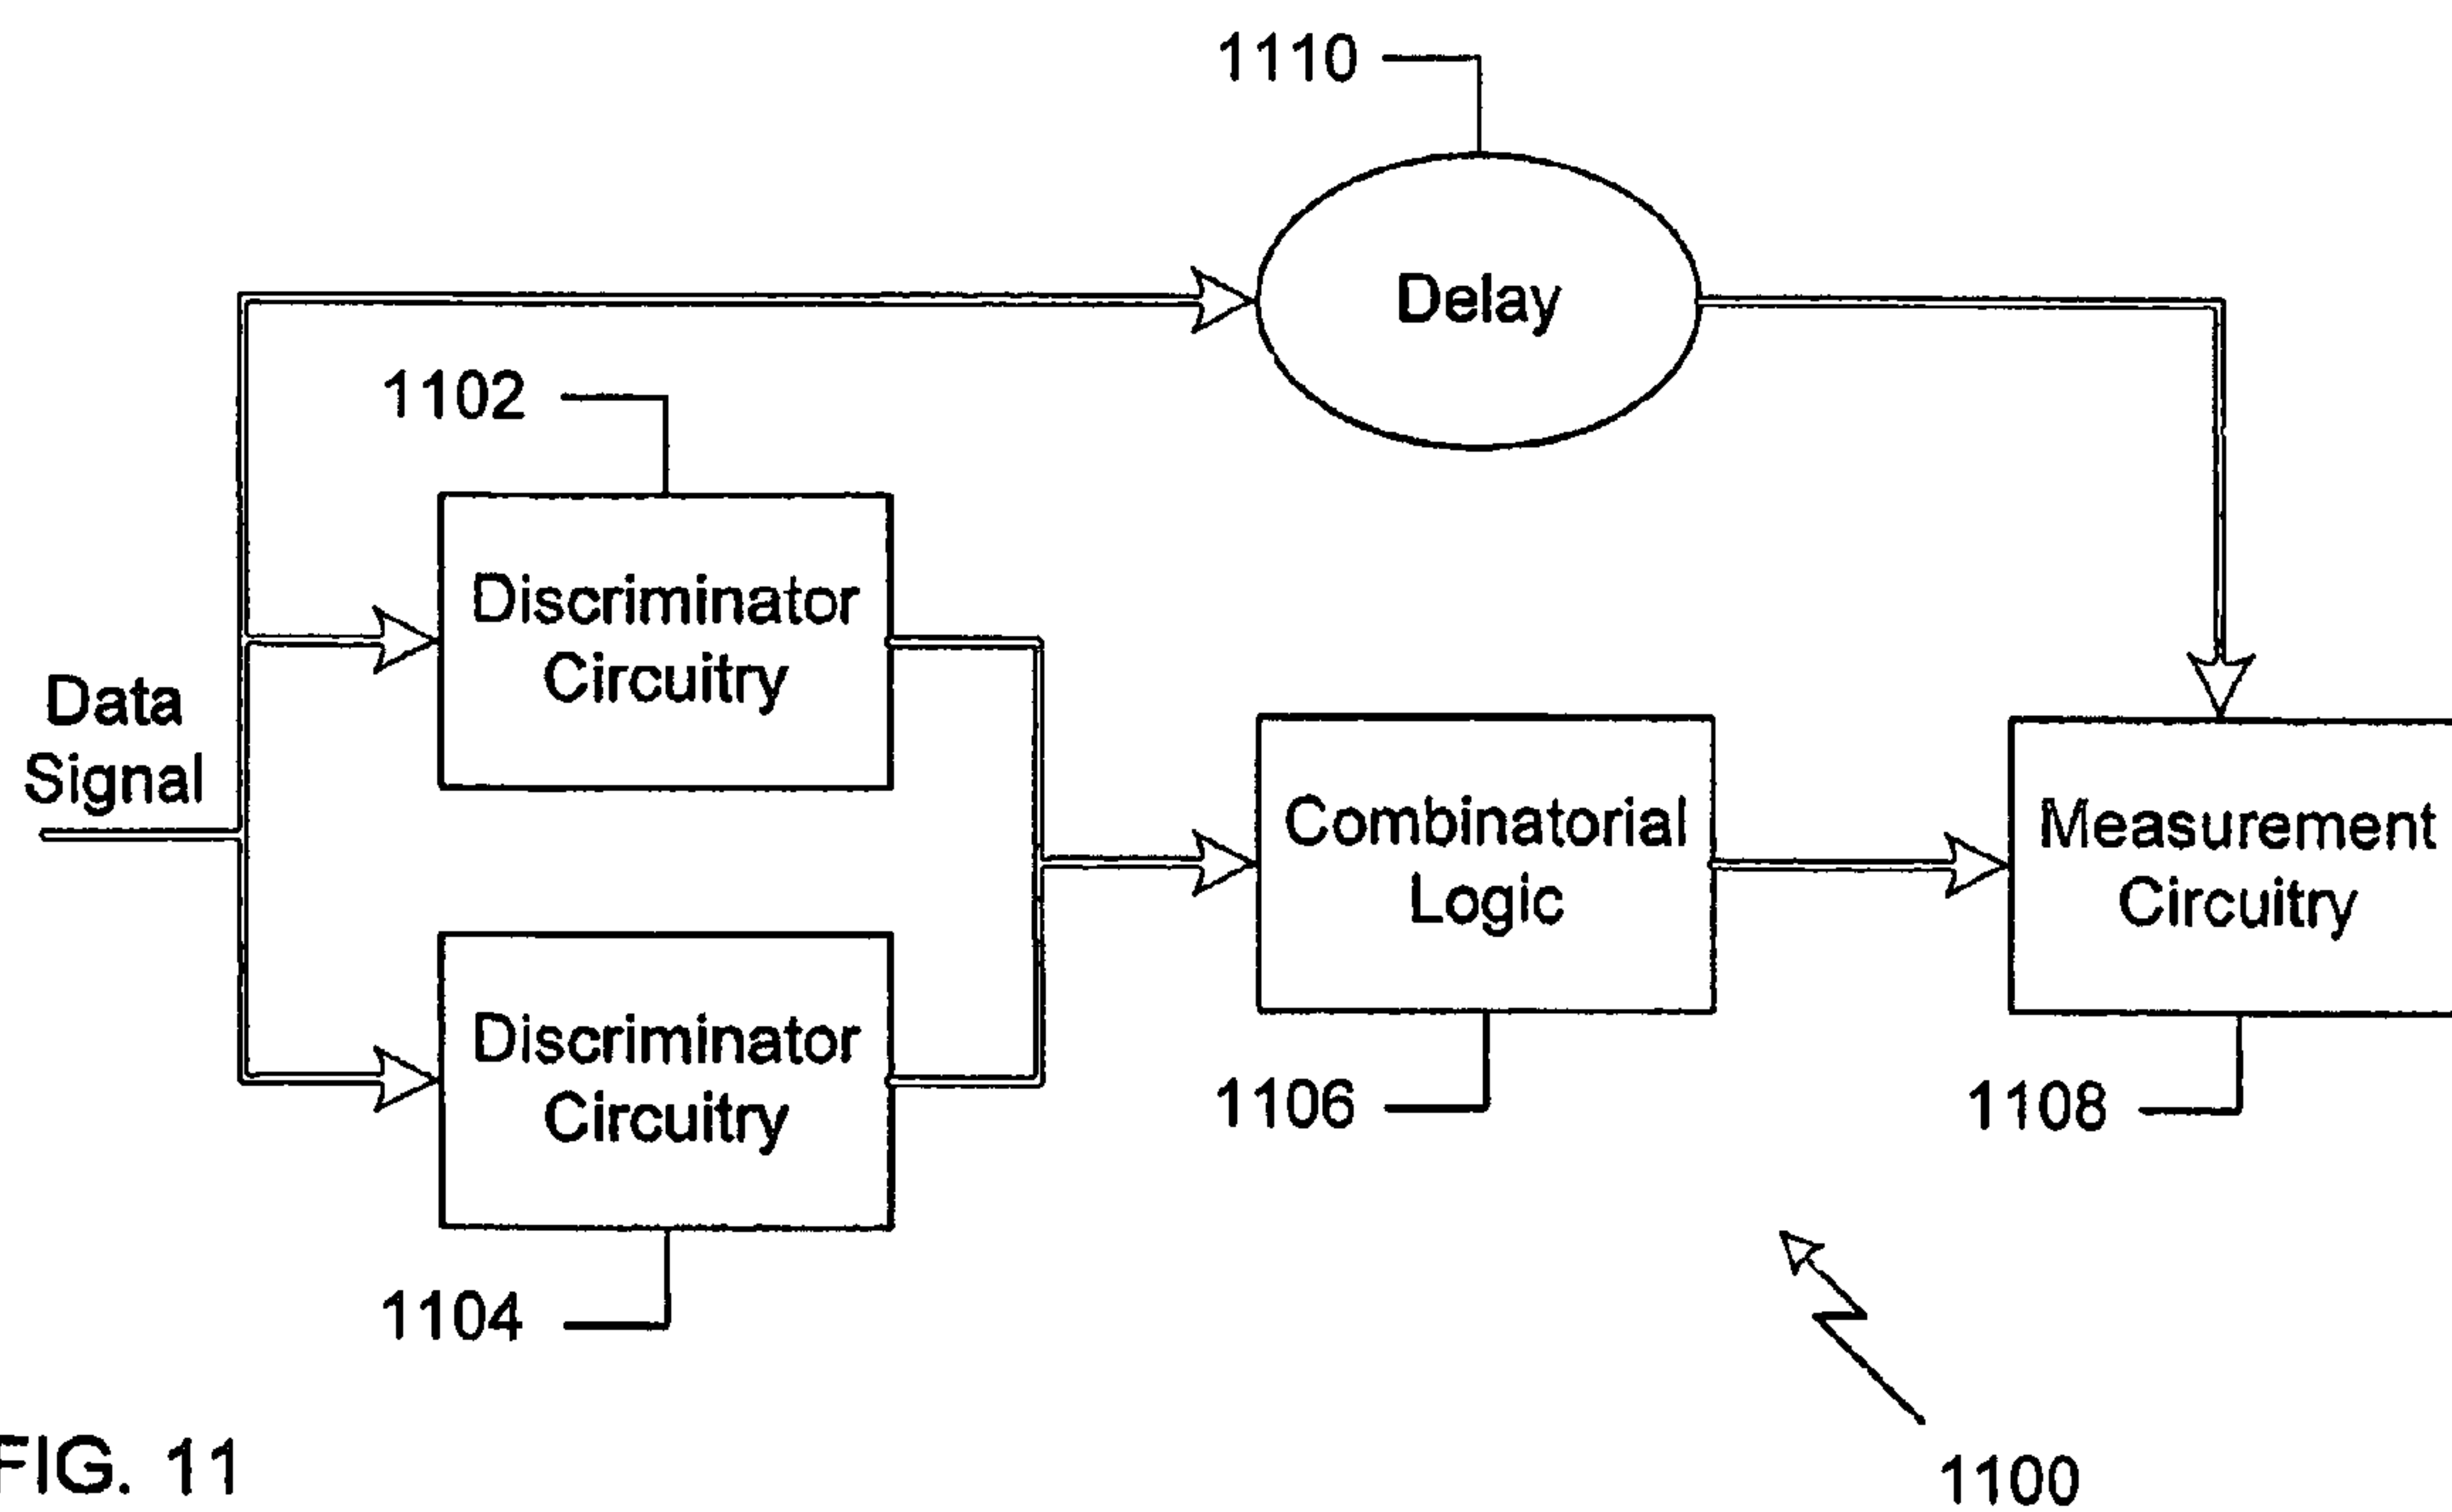 1110
Delay
1102
Discriminator
Circuitry
Data
Signal
Combinatorial
Logic
Measurement
Circuitry
Discriminator
Circuitry
1106
1108
1104
FIG. 11
1100